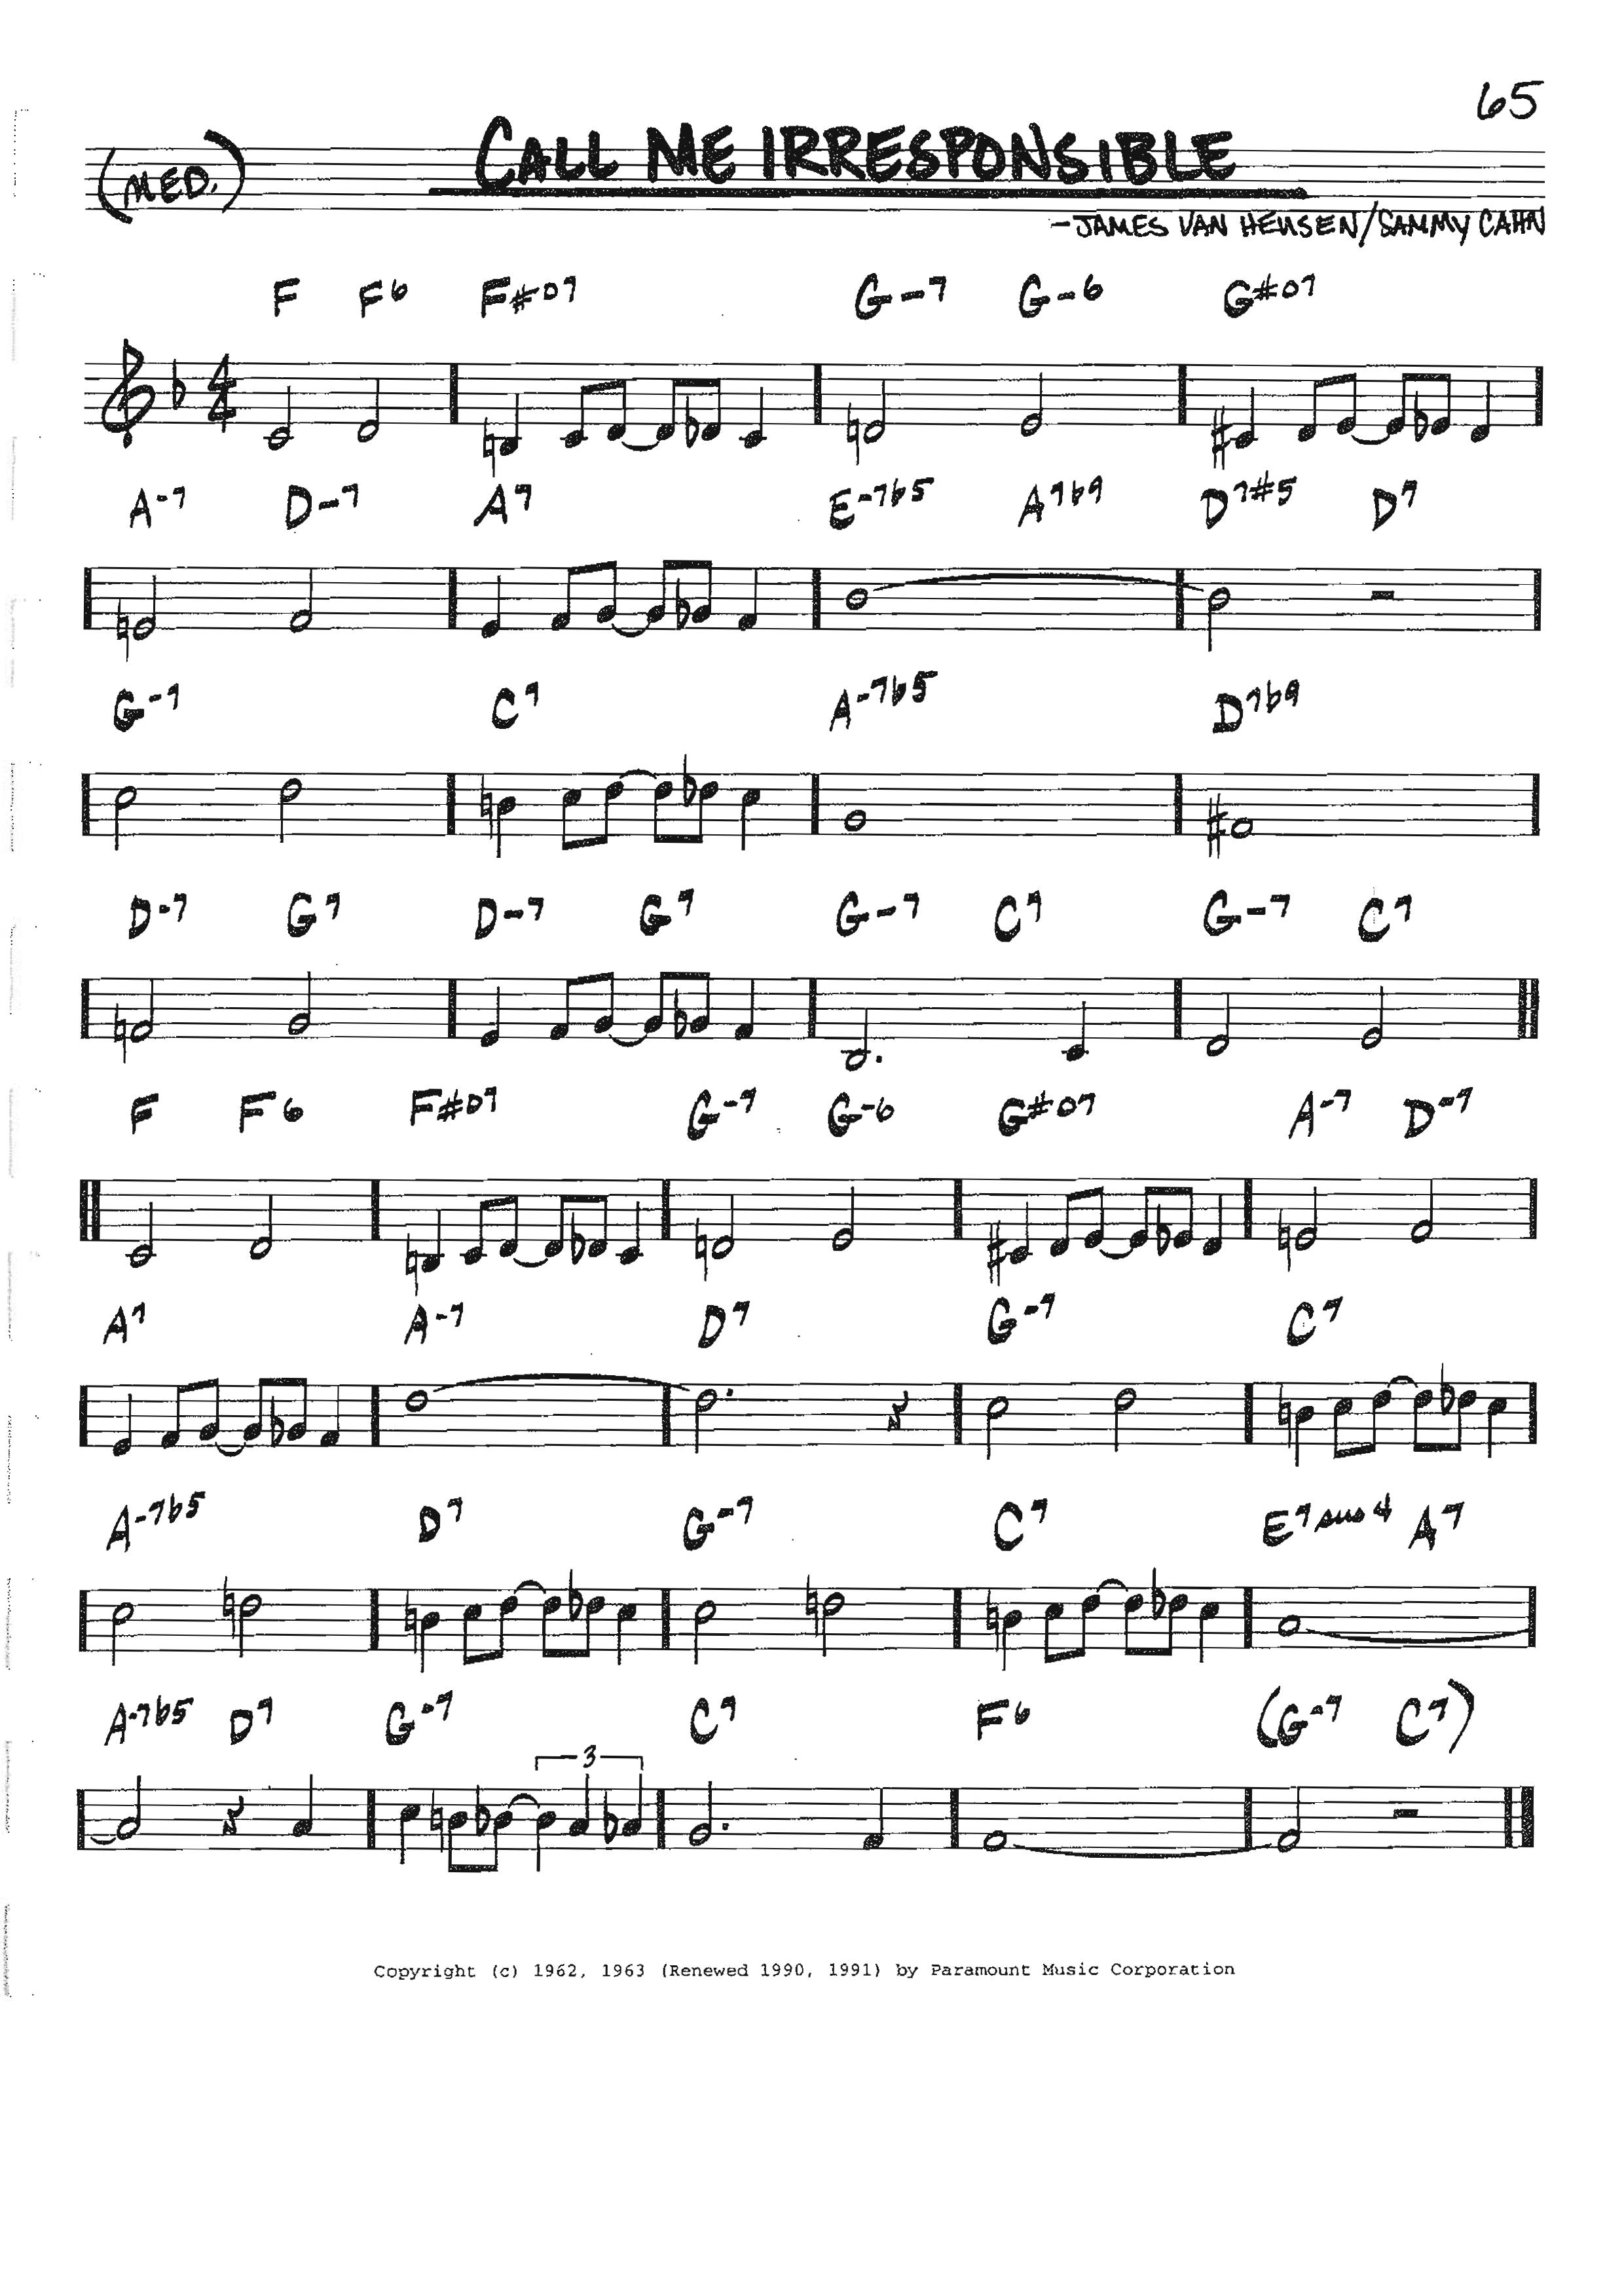 65
(MED.) CALL ME IRRESPONSIBLE
-JAMES VAN HEUSEN/SAMMY CAHN
F F6 F#o7 G-7 G-6 G#o7
4/4
A-7 D-7 A7 E-7b5 A7b9 D7#5 D7
G-7 C7 A-7b5 D7b9
D-7 G7 D-7 G7 G-7 C7 G-7 C7
F F6 F#o7 G-7 G-6 G#o7 A-7 D-7
A7 A-7 D7 G-7 C7
A-7b5 D7 G-7 C7 E7sus4 A7
A-7b5 D7 G-7 C7 F6 (G-7 C7)
3
Copyright (c) 1962, 1963 (Renewed 1990, 1991) by Paramount Music Corporation